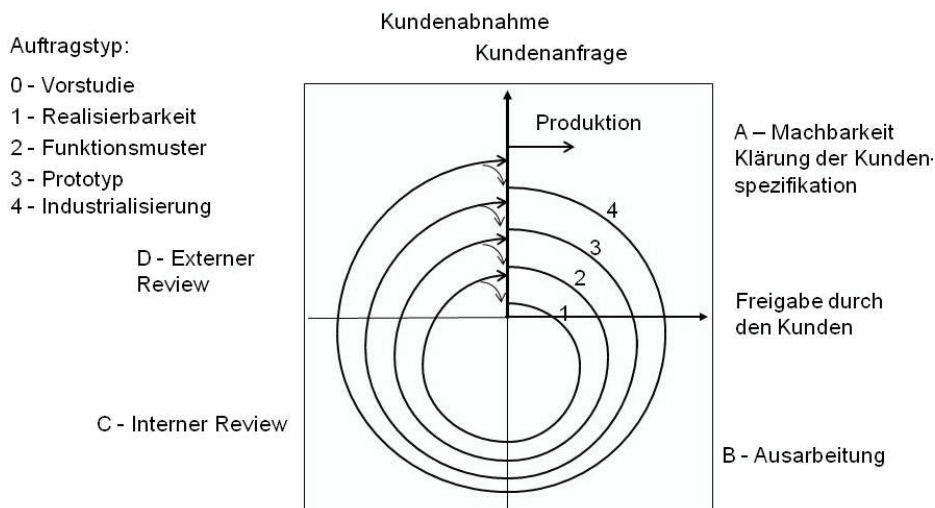 Kundenabnahme
Kundenanfrage
Auftragstyp:
0 - Vorstudie
1 - Realisierbarkeit
2 - Funktionsmuster
3 - Prototyp
4 - Industrialisierung
Produktion
A – Machbarkeit
Klärung der Kunden-
spezifikation
4
3
2
1
D - Externer
Review
Freigabe durch
den Kunden
C - Interner Review
B - Ausarbeitung